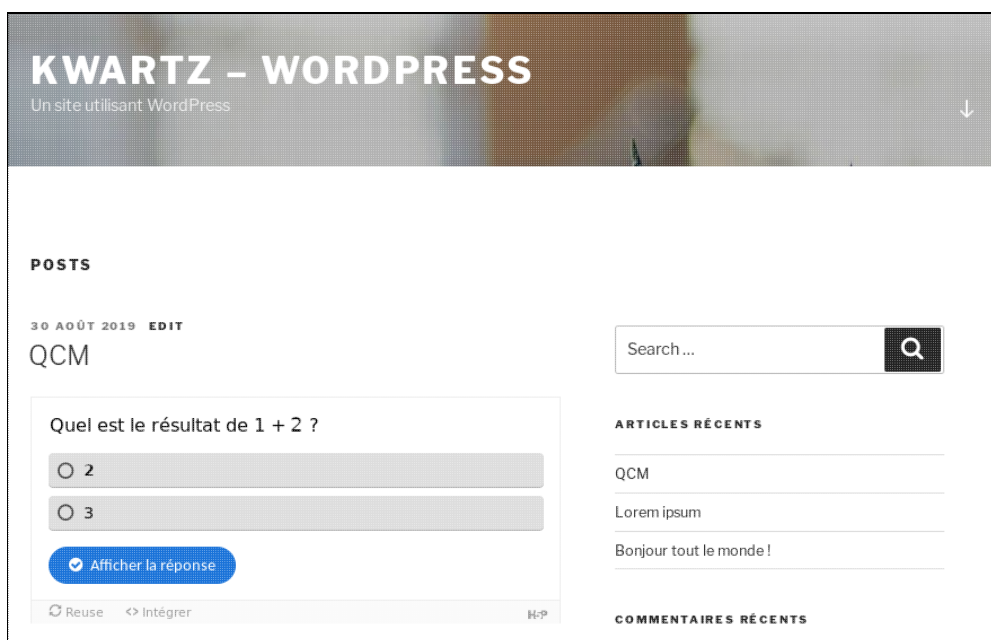 KWARTZ – WORDPRESS
Un site utilisant WordPress
POSTS
30 AOÛT 2019 EDIT
QCM
Quel est le résultat de 1 + 2 ?
2
3
Afficher la réponse
Reuse <> Intégrer
H-P
Search ...
ARTICLES RÉCENTS
QCM
Lorem ipsum
Bonjour tout le monde !
COMMENTAIRES RÉCENTS